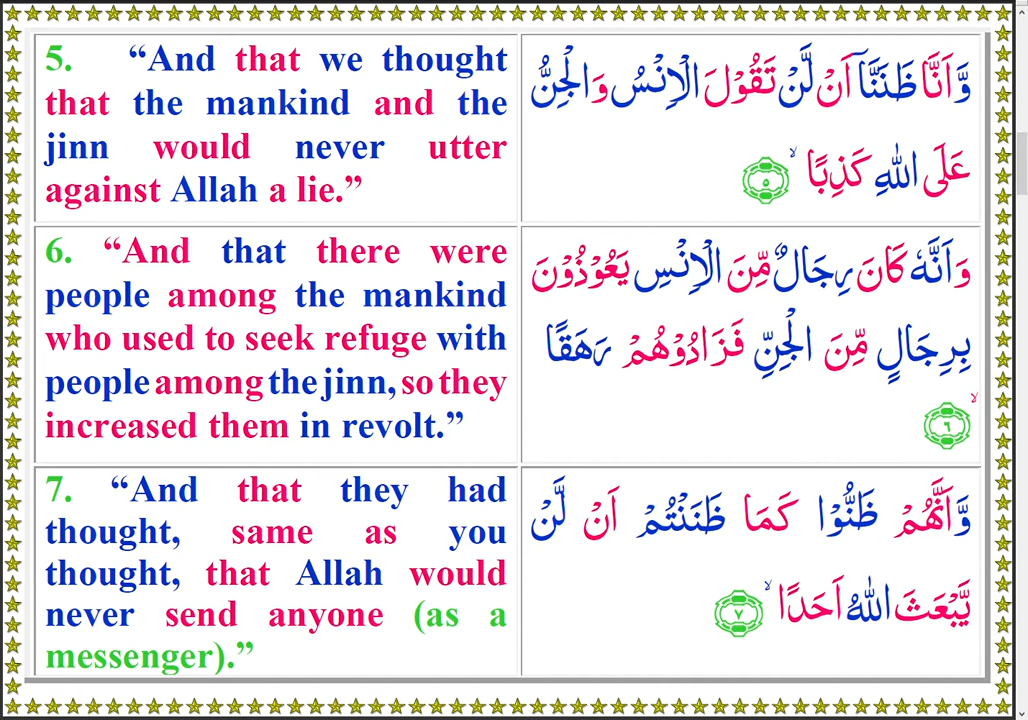 5. “And that we thought
that the mankind and the
jinn would never utter
against Allah a lie.”
وَّاَنَّا ظَنَنَّاۤ اَنْ لَّنْ تَقُوْلَ الْاِنْسُ وَالْجِنُّ
عَلَى اللّٰهِ كَذِبًا ۙ ٥
6. “And that there were
people among the mankind
who used to seek refuge with
people among the jinn, so they
increased them in revolt.”
وَاَنَّهٗ كَانَ رِجَالٌ مِّنَ الْاِنْسِ يَعُوْذُوْنَ
بِرِجَالٍ مِّنَ الْجِنِّ فَزَادُوْهُمْ رَهَقًا
ۙ ٦
7. “And that they had
thought, same as you
thought, that Allah would
never send anyone (as a
messenger).”
وَّاَنَّهُمْ ظَنُّوْا كَمَا ظَنَنْتُمْ اَنْ لَّنْ
يَّبْعَثَ اللّٰهُ اَحَدًا ۙ ٧